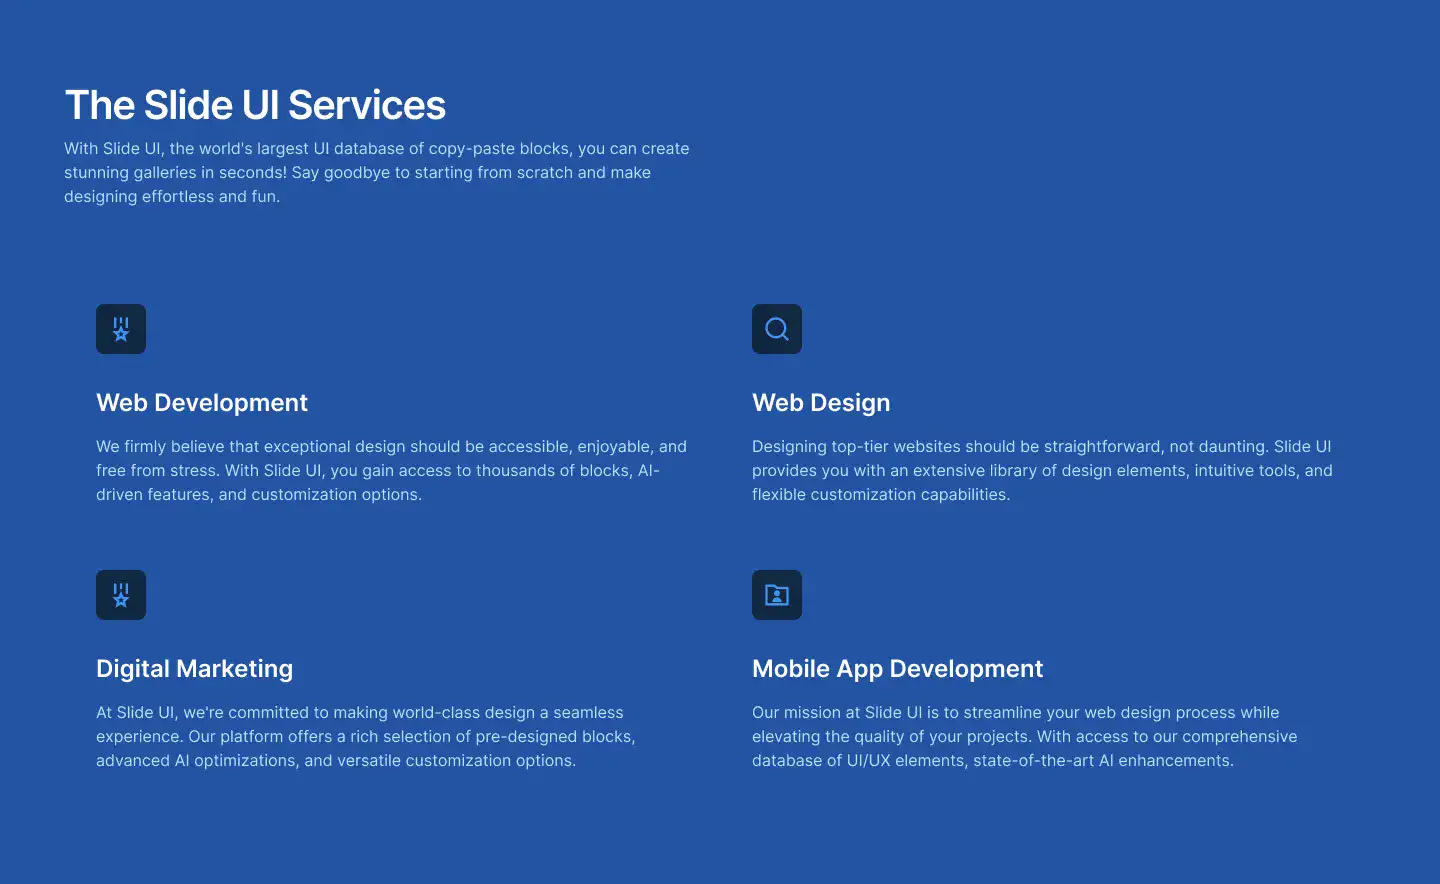 The Slide UI Services
With Slide UI, the world's largest UI database of copy-paste blocks, you can create
stunning galleries in seconds! Say goodbye to starting from scratch and make
designing effortless and fun.
Web Development
We firmly believe that exceptional design should be accessible, enjoyable, and
free from stress. With Slide UI, you gain access to thousands of blocks, AI-
driven features, and customization options.
Web Design
Designing top-tier websites should be straightforward, not daunting. Slide UI
provides you with an extensive library of design elements, intuitive tools, and
flexible customization capabilities.
Digital Marketing
At Slide UI, we're committed to making world-class design a seamless
experience. Our platform offers a rich selection of pre-designed blocks,
advanced AI optimizations, and versatile customization options.
Mobile App Development
Our mission at Slide UI is to streamline your web design process while
elevating the quality of your projects. With access to our comprehensive
database of UI/UX elements, state-of-the-art AI enhancements.